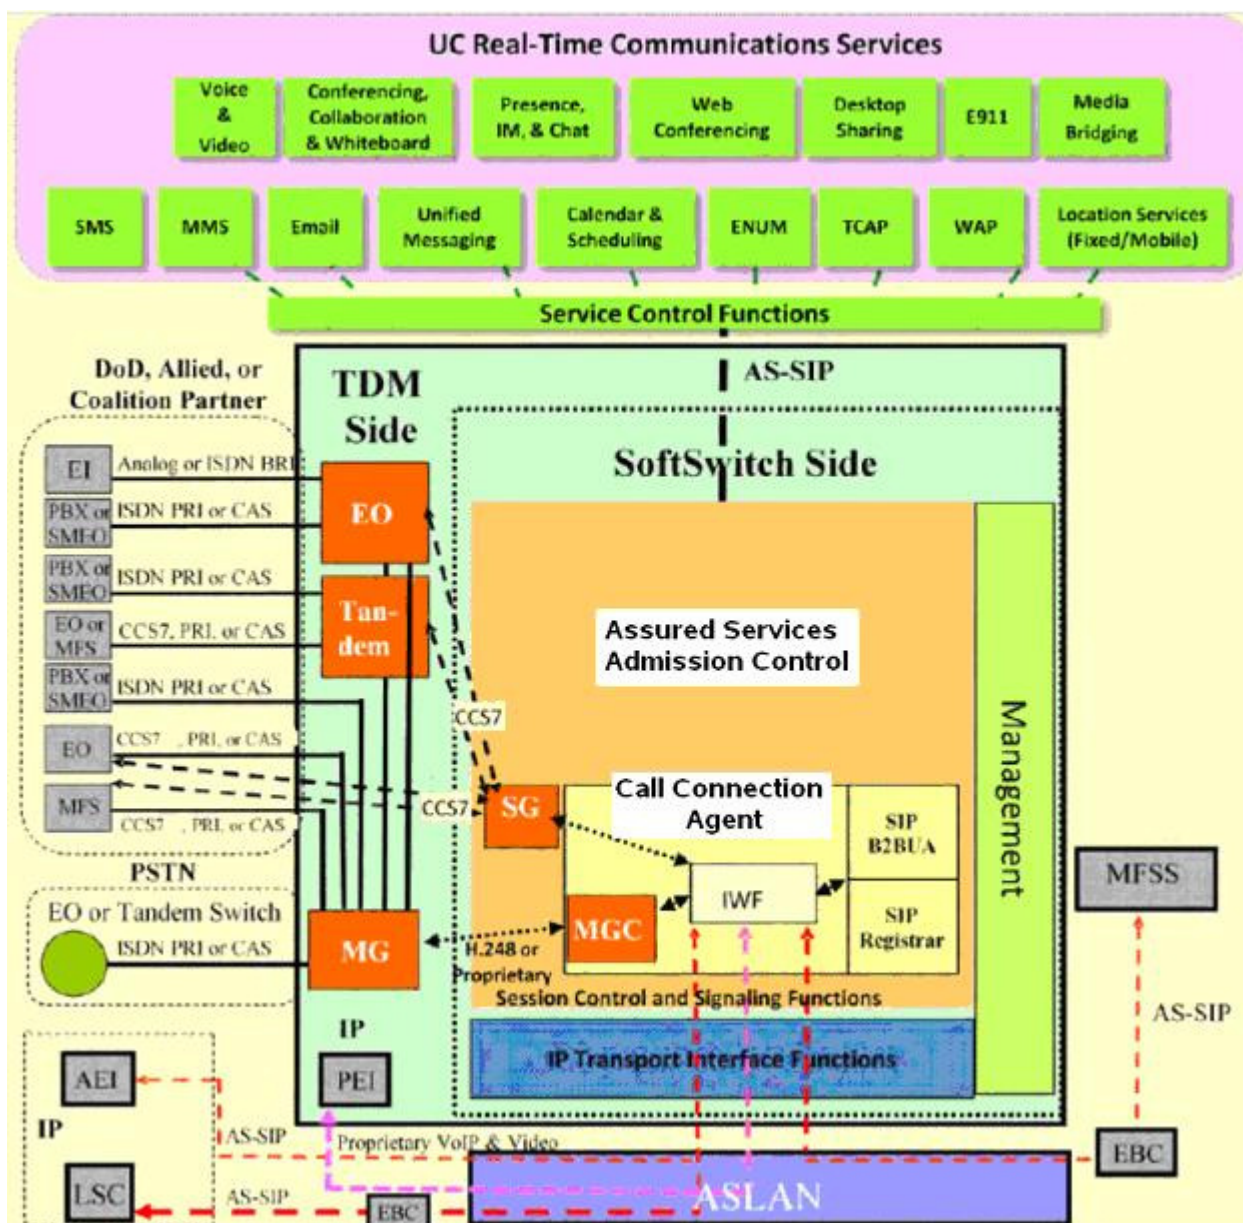 UC Real-Time Communications Services
Voice
&
Video
Conferencing,
Collaboration
& Whiteboard
Presence,
IM, & Chat
Web
Conferencing
Desktop
Sharing
E911
Media
Bridging
SMS
MMS
Email
Unified
Messaging
Calendar &
Scheduling
ENUM
TCAP
WAP
Location Services
(Fixed/Mobile)
Service Control Functions
AS-SIP
DoD, Allied, or
Coalition Partner
TDM
Side
SoftSwitch Side
EI
Analog or ISDN BRI
EO
PBX or
SMEO
ISDN PRI or CAS
PBX or
SMEO
ISDN PRI or CAS
Tan-
dem
EO or
MFS
CCS7, PRI, or CAS
PBX or
SMEO
ISDN PRI or CAS
EO
CCS7 , PRI, or CAS
MFS
CCS7 , PRI, or CAS
CCS7
CCS7
Assured Services
Admission Control
Management
SG
Call Connection
Agent
SIP
B2BUA
IWF
MGC
SIP
Registrar
MFSS
PSTN
EO or Tandem Switch
ISDN PRI or CAS
MG
H.248 or
Proprietary
Session Control and Signaling Functions
IP Transport Interface Functions
AS-SIP
IP
PEI
AEI
IP
LSC
AS-SIP
Proprietary VoIP & Video
AS-SIP
EBC
ASLAN
EBC